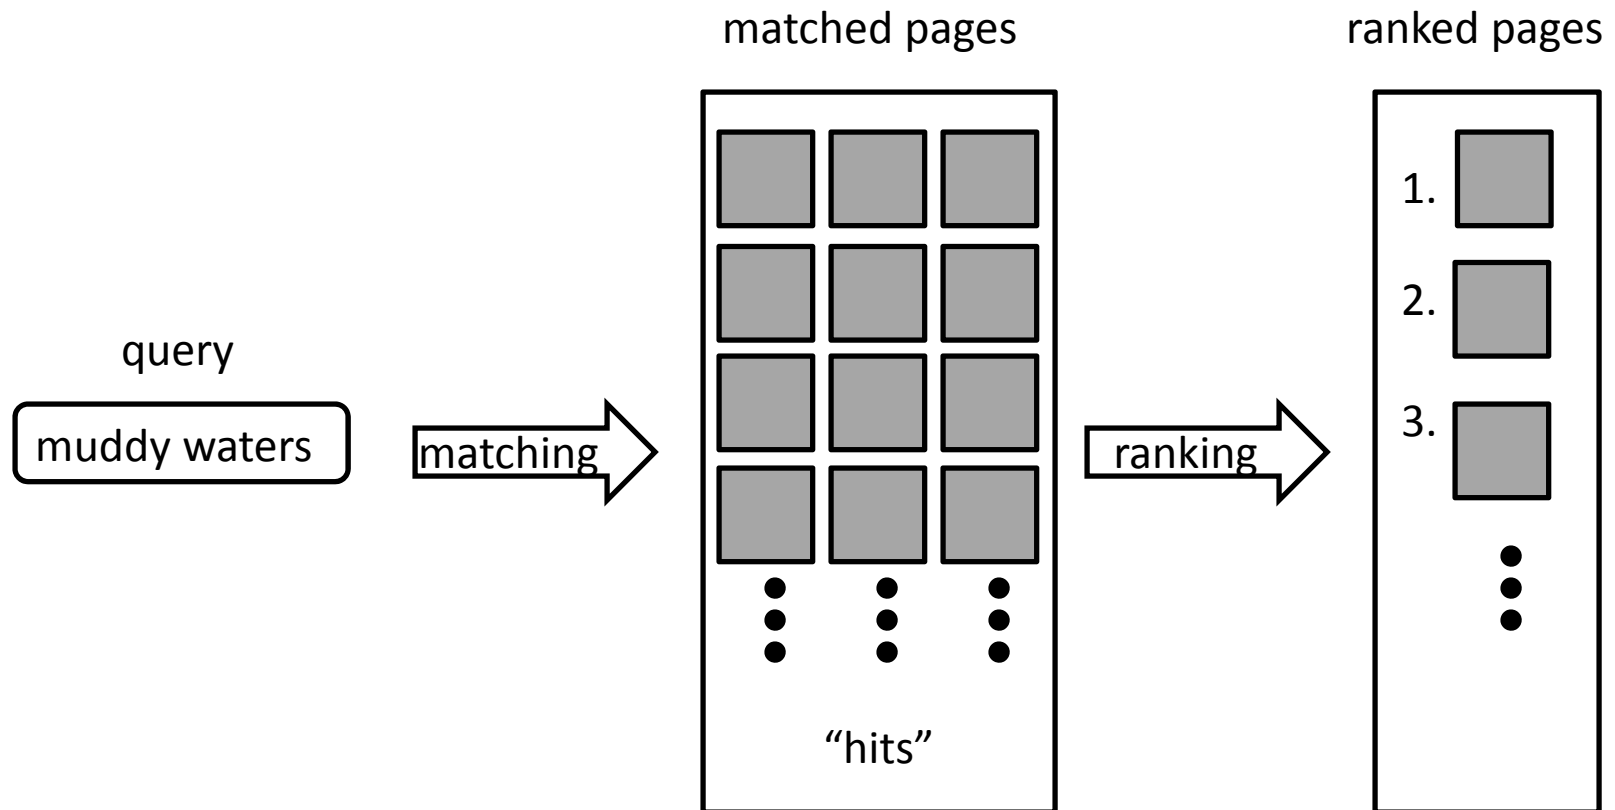 matched pages
ranked pages
query
muddy waters
matching
ranking
1.
2.
3.
“hits”